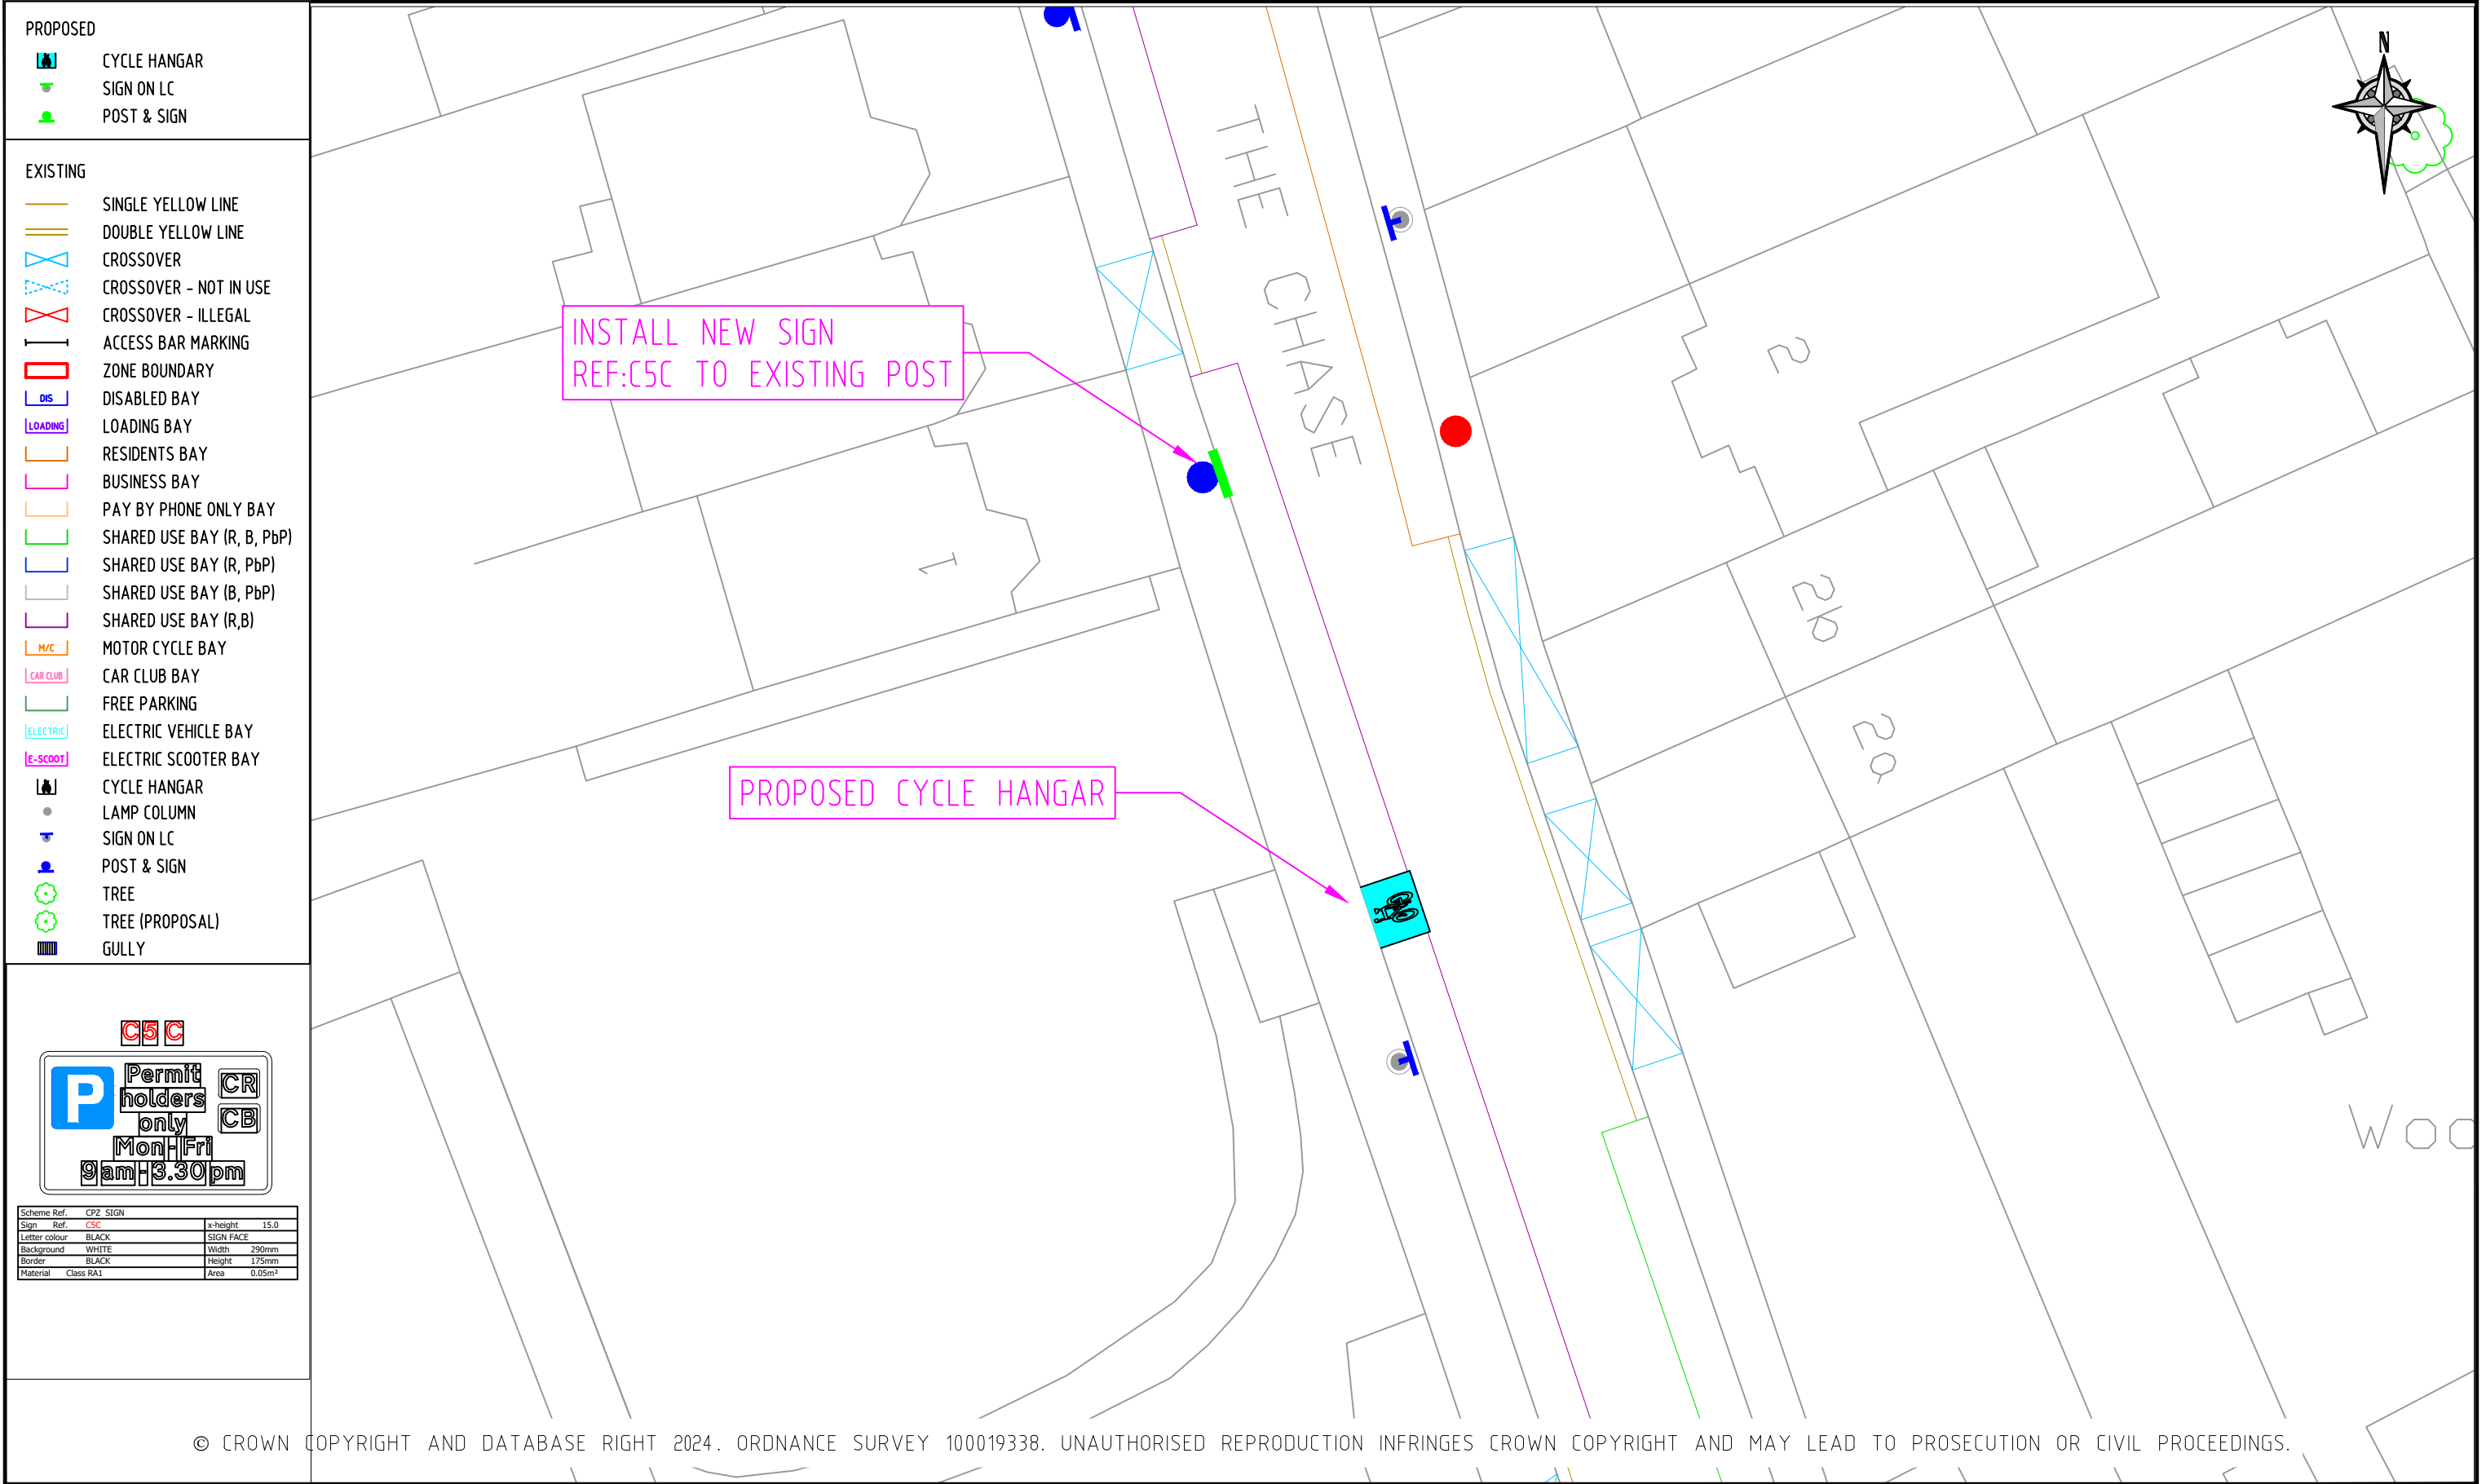 PROPOSED
CYCLE HANGAR
SIGN ON LC
POST & SIGN
EXISTING
SINGLE YELLOW LINE
DOUBLE YELLOW LINE
CROSSOVER
CROSSOVER - NOT IN USE
CROSSOVER - ILLEGAL
ACCESS BAR MARKING
ZONE BOUNDARY
DIS DISABLED BAY
LOADING LOADING BAY
RESIDENTS BAY
BUSINESS BAY
PAY BY PHONE ONLY BAY
SHARED USE BAY (R, B, PbP)
SHARED USE BAY (R, PbP)
SHARED USE BAY (B, PbP)
SHARED USE BAY (R,B)
M/C MOTOR CYCLE BAY
CAR CLUB CAR CLUB BAY
FREE PARKING
ELECTRIC ELECTRIC VEHICLE BAY
E-SCOOT ELECTRIC SCOOTER BAY
CYCLE HANGAR
LAMP COLUMN
SIGN ON LC
POST & SIGN
TREE
TREE (PROPOSAL)
GULLY
C5C
P
Permit
holders
only
Mon-Fri
9am-3.30pm
CR
CB
Scheme Ref. CPZ SIGN
Sign Ref. C5C x-height 15.0
Letter colour BLACK SIGN FACE
Background WHITE Width 290mm
Border BLACK Height 175mm
Material Class RA1 Area 0.05m²
N
THE CHASE
INSTALL NEW SIGN
REF:C5C TO EXISTING POST
PROPOSED CYCLE HANGAR
1
2
2b
2a
Woo
© CROWN COPYRIGHT AND DATABASE RIGHT 2024. ORDNANCE SURVEY 100019338. UNAUTHORISED REPRODUCTION INFRINGES CROWN COPYRIGHT AND MAY LEAD TO PROSECUTION OR CIVIL PROCEEDINGS.